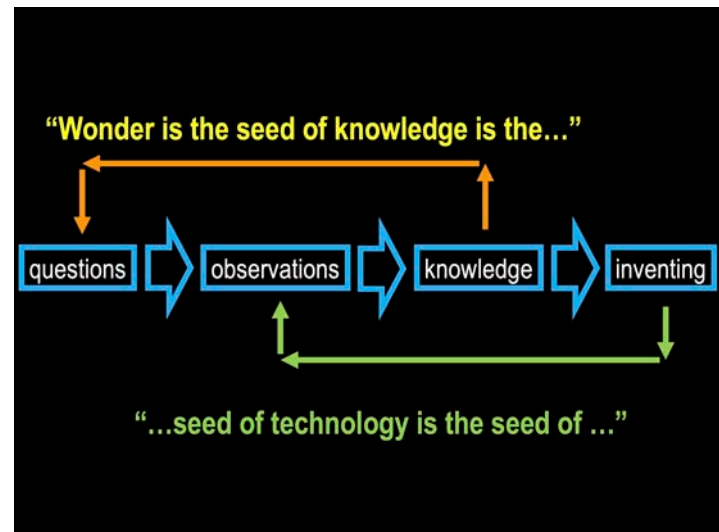 “Wonder is the seed of knowledge is the…”
questions observations knowledge inventing
“…seed of technology is the seed of …”